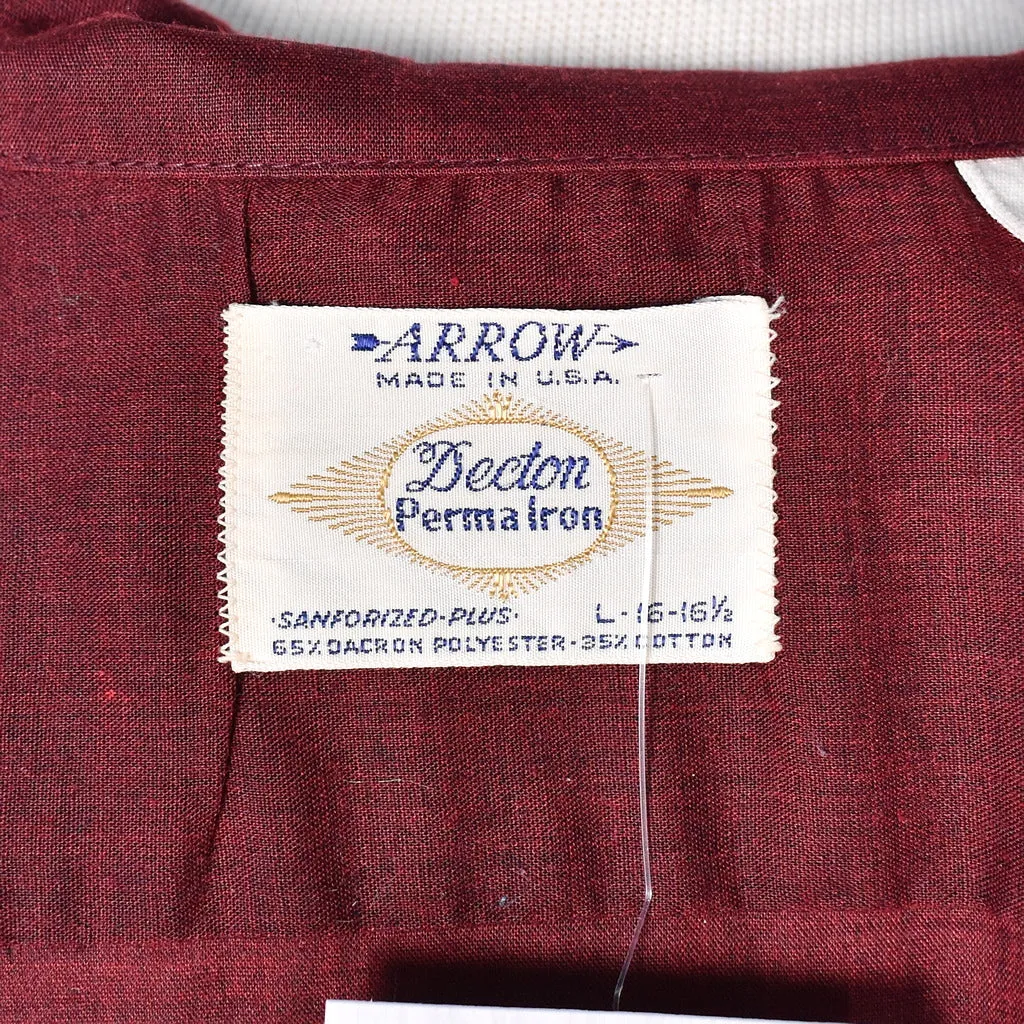 ARROW
MADE IN U.S.A.
Decton
Perma Iron
·SANFORIZED-PLUS· L-16-16½
65% DACRON POLYESTER-35% COTTON